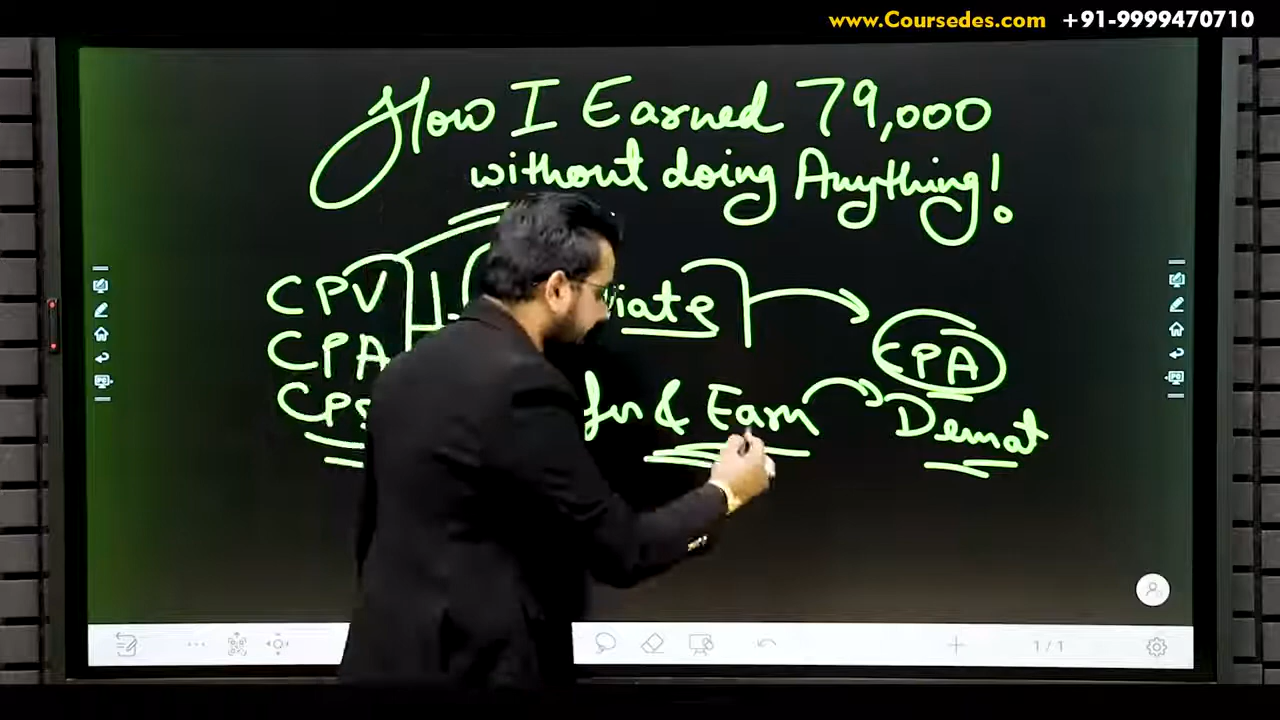 www.Coursedes.com +91-9999470710
How I Earned 79,000
without doing Anything!
CPV
CPA
CPA
& Earn
Demat
1/1